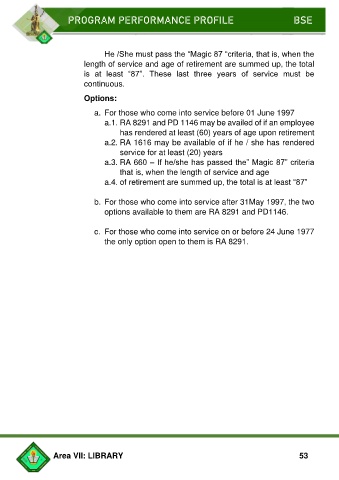 PROGRAM PERFORMANCE PROFILE BSE
He /She must pass the “Magic 87 “criteria, that is, when the
length of service and age of retirement are summed up, the total
is at least “87”. These last three years of service must be
continuous.
Options:
a. For those who come into service before 01 June 1997
a.1. RA 8291 and PD 1146 may be availed of if an employee
has rendered at least (60) years of age upon retirement
a.2. RA 1616 may be available of if he / she has rendered
service for at least (20) years
a.3. RA 660 – If he/she has passed the” Magic 87” criteria
that is, when the length of service and age
a.4. of retirement are summed up, the total is at least “87”
b. For those who come into service after 31May 1997, the two
options available to them are RA 8291 and PD1146.
c. For those who come into service on or before 24 June 1977
the only option open to them is RA 8291.
Area VII: LIBRARY 53